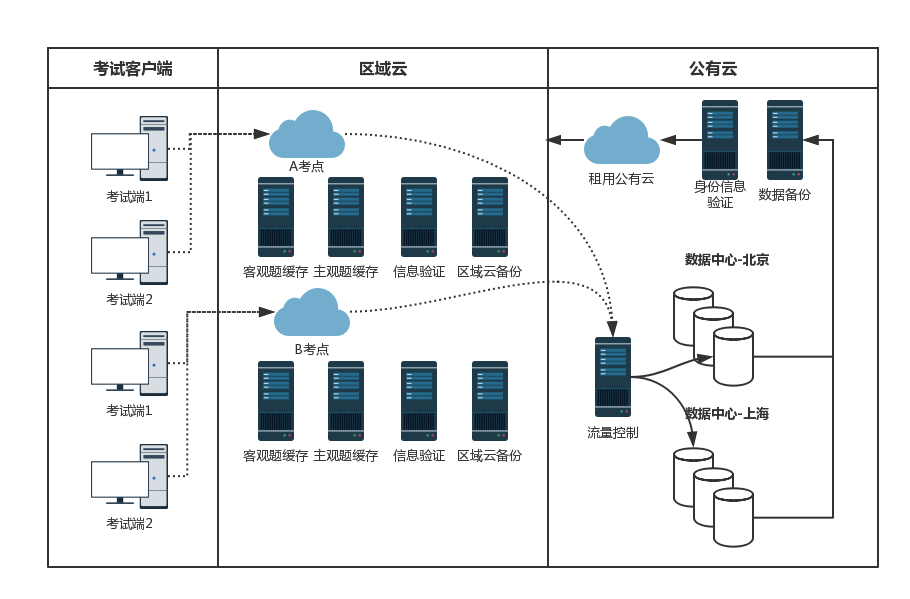 考试客户端
区域云
公有云
考试端1
考试端2
考试端1
考试端2
A考点
客观题缓存
主观题缓存
信息验证
区域云备份
B考点
客观题缓存
主观题缓存
信息验证
区域云备份
租用公有云
身份信息
验证
数据备份
数据中心-北京
流量控制
数据中心-上海